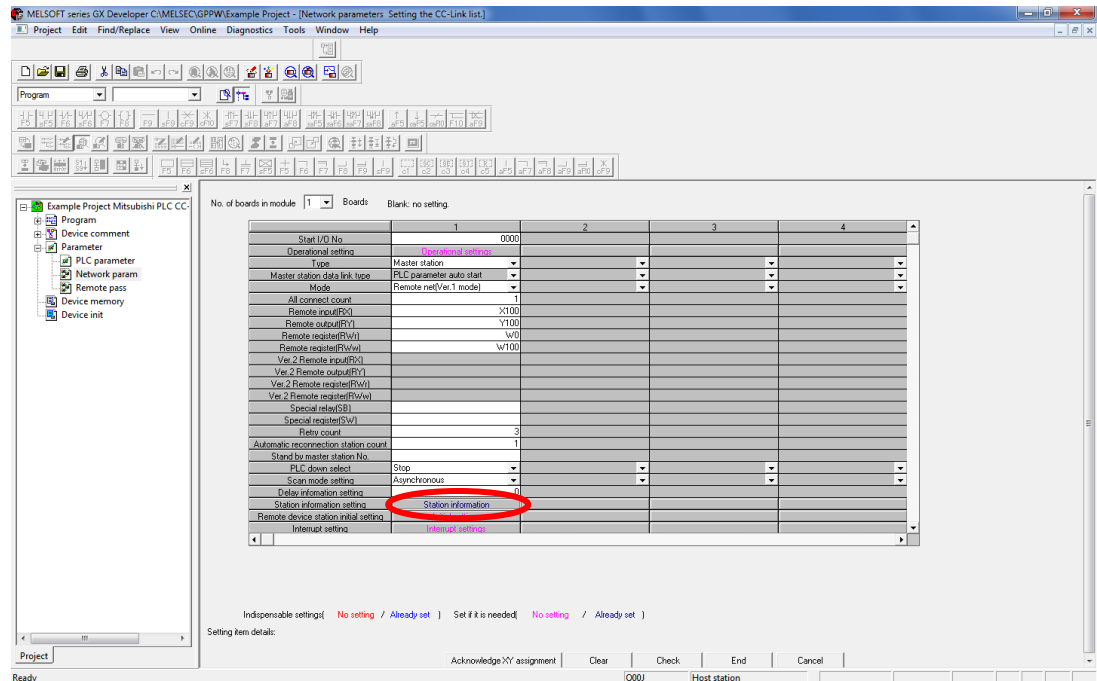 MELSOFT series GX Developer C:\MELSEC\GPPW\Example Project - [Network parameters Setting the CC-Link list.]
Project Edit Find/Replace View Online Diagnostics Tools Window Help
Program
No. of boards in module 1 Boards Blank: no setting.
Example Project Mitsubishi PLC CC-
Program
Device comment
Parameter
PLC parameter
Network param
Remote pass
Device memory
Device init
1 2 3 4
Start I/O No 0000
Operational setting Operational settings
Type Master station
Master station data link type PLC parameter auto start
Mode Remote net(Ver.1 mode)
All connect count 1
Remote input(RX) X100
Remote output(RY) Y100
Remote register(RWr) W0
Remote register(RWw) W100
Ver.2 Remote input(RX)
Ver.2 Remote output(RY)
Ver.2 Remote register(RWr)
Ver.2 Remote register(RWw)
Special relay(SB)
Special register(SW)
Retry count 3
Automatic reconnection station count 1
Stand by master station No.
PLC down select Stop
Scan mode setting Asynchronous
Delay infomation setting 0
Station information setting Station information
Remote device station initial setting
Interrupt setting Interrupt settings
Indispensable settings( No setting / Already set ) Set if it is needed( No setting / Already set )
Setting item details:
Project
Acknowledge XY assignment Clear Check End Cancel
Ready Q00J Host station